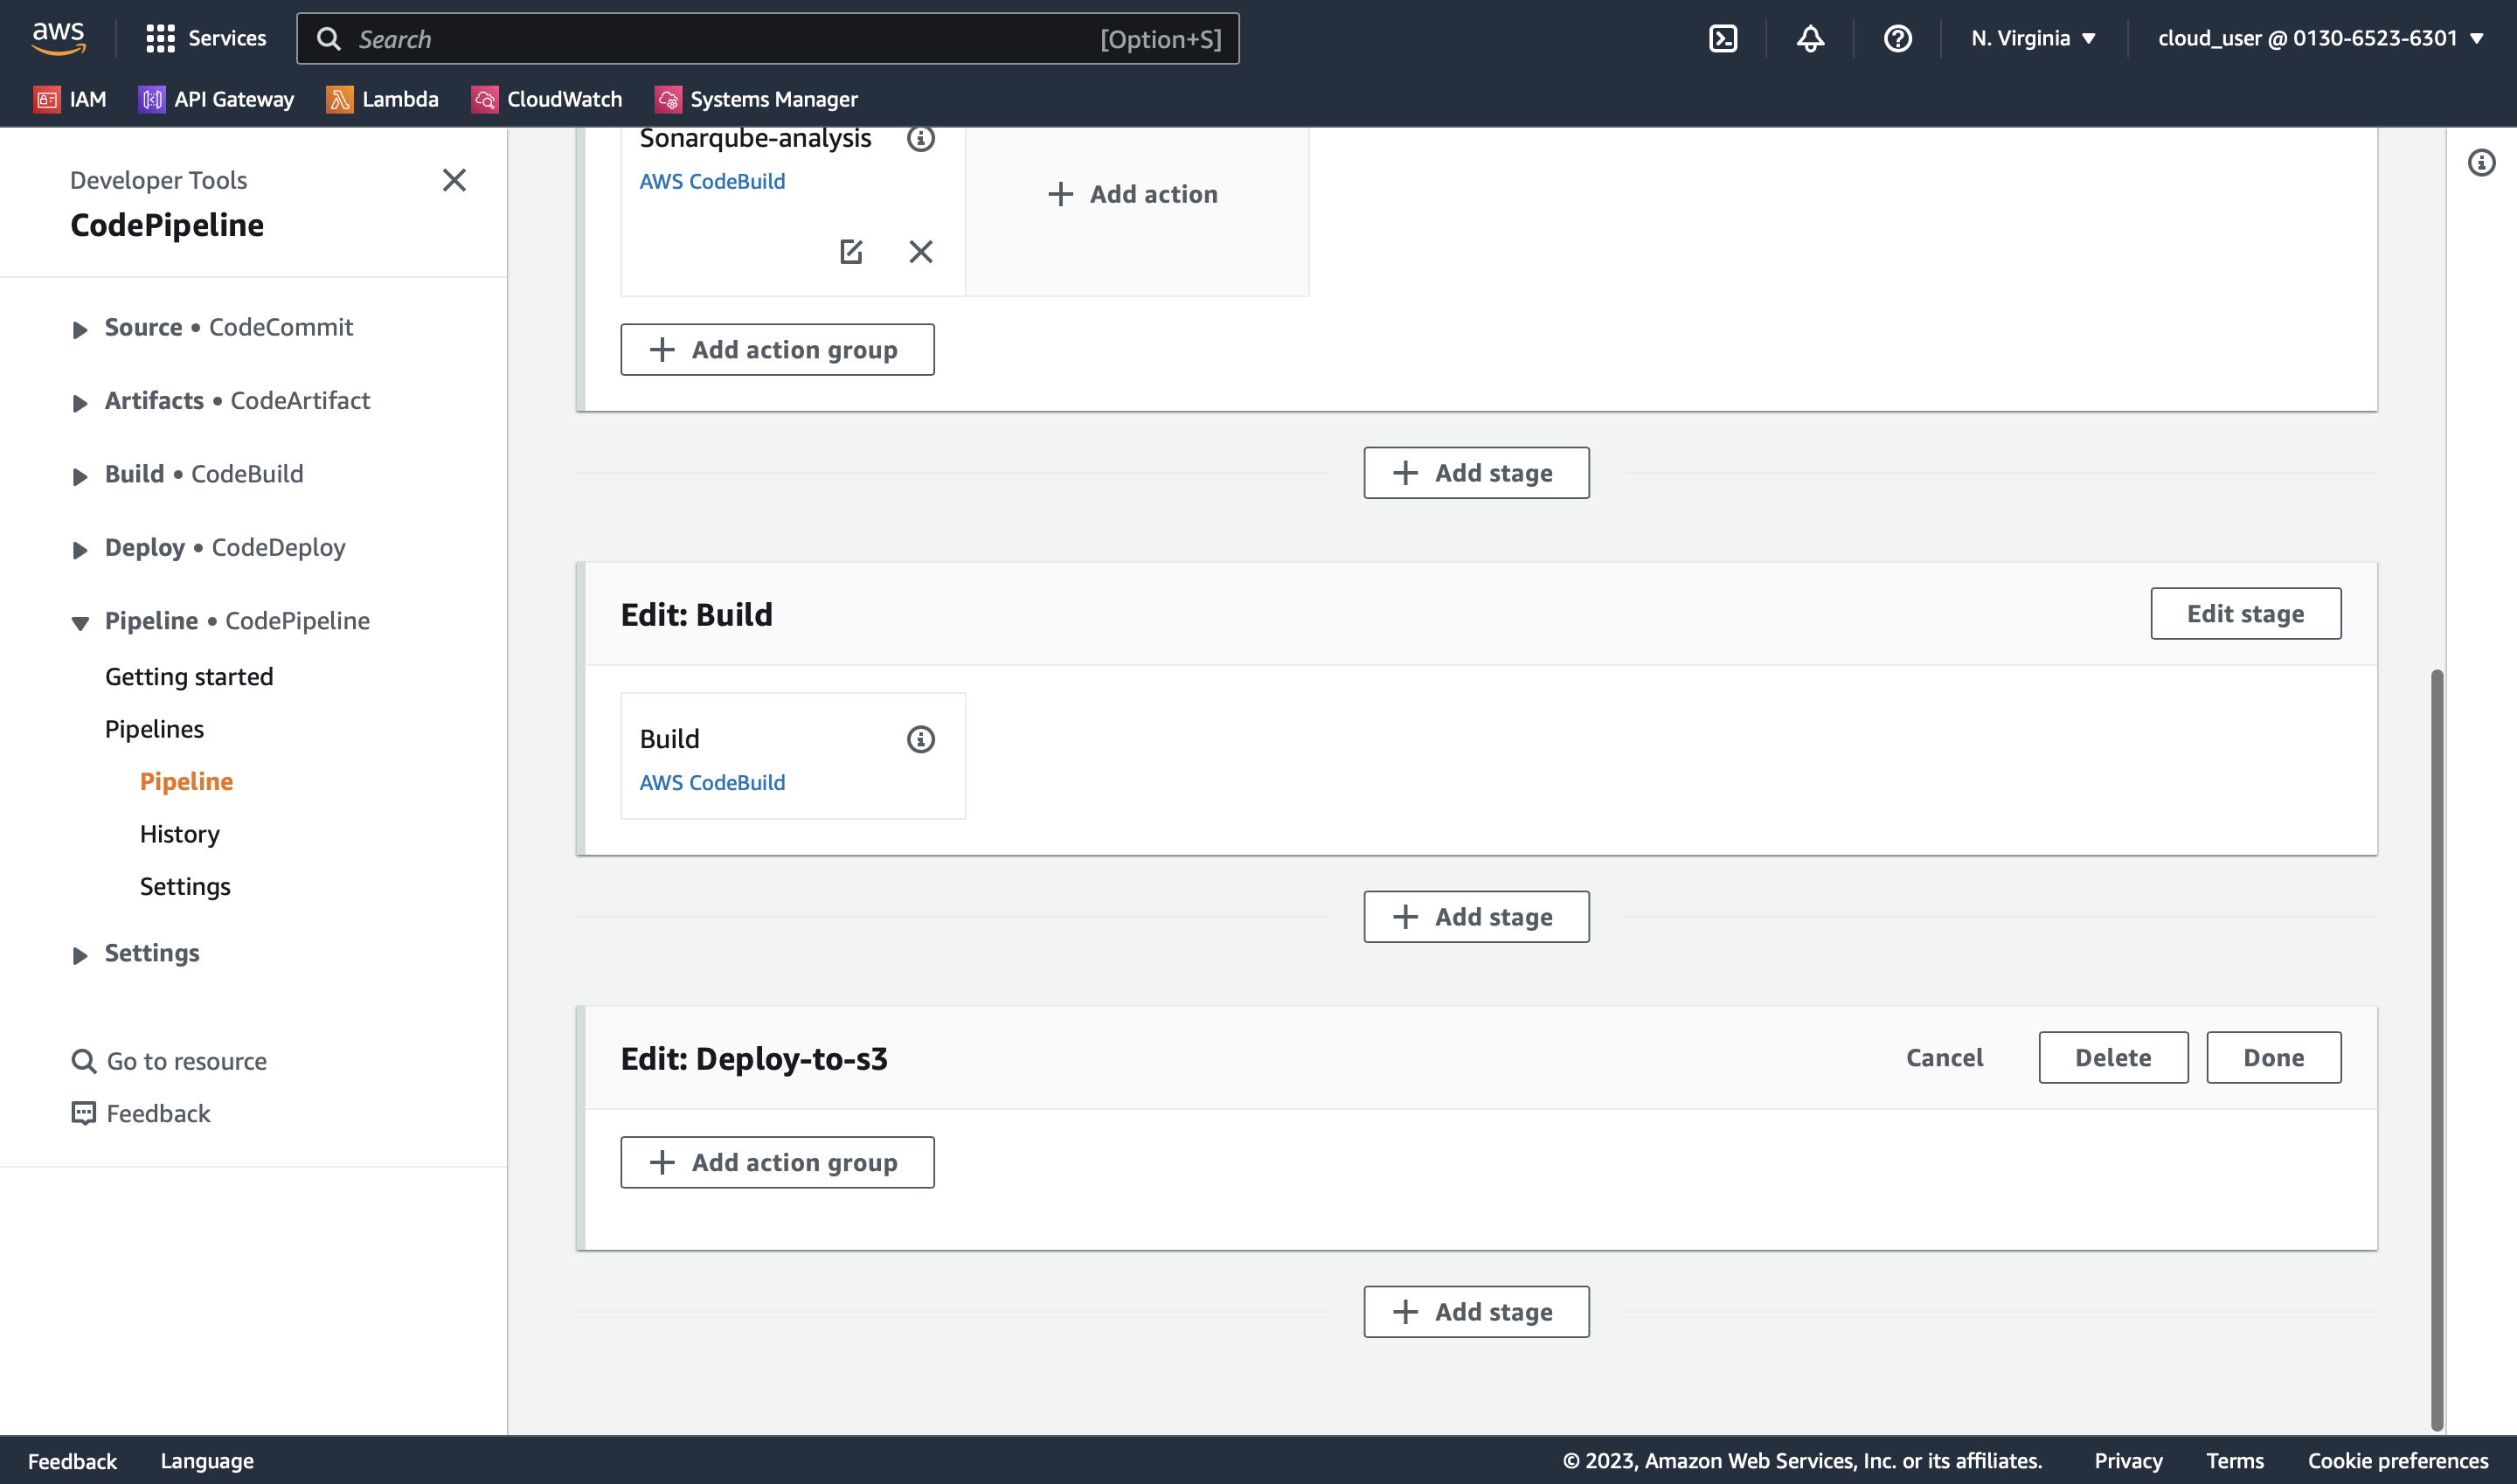 aws
Services
Search
[Option+S]
N. Virginia
cloud_user @ 0130-6523-6301
IAM
API Gateway
Lambda
CloudWatch
Systems Manager
Developer Tools
CodePipeline
Source • CodeCommit
Artifacts • CodeArtifact
Build • CodeBuild
Deploy • CodeDeploy
Pipeline • CodePipeline
Getting started
Pipelines
Pipeline
History
Settings
Settings
Go to resource
Feedback
Sonarqube-analysis
AWS CodeBuild
Add action
Add action group
Add stage
Edit: Build
Edit stage
Build
AWS CodeBuild
Add stage
Edit: Deploy-to-s3
Cancel
Delete
Done
Add action group
Add stage
Feedback
Language
© 2023, Amazon Web Services, Inc. or its affiliates.
Privacy
Terms
Cookie preferences